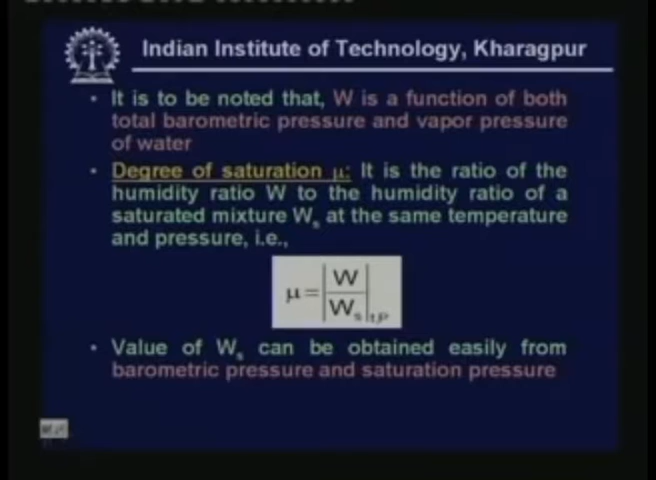 Indian Institute of Technology, Kharagpur
• It is to be noted that, W is a function of both
total barometric pressure and vapor pressure
of water
• Degree of saturation μ: It is the ratio of the
humidity ratio W to the humidity ratio of a
saturated mixture Ws at the same temperature
and pressure, i.e.,
μ = |W/Ws|t,P
• Value of Ws can be obtained easily from
barometric pressure and saturation pressure